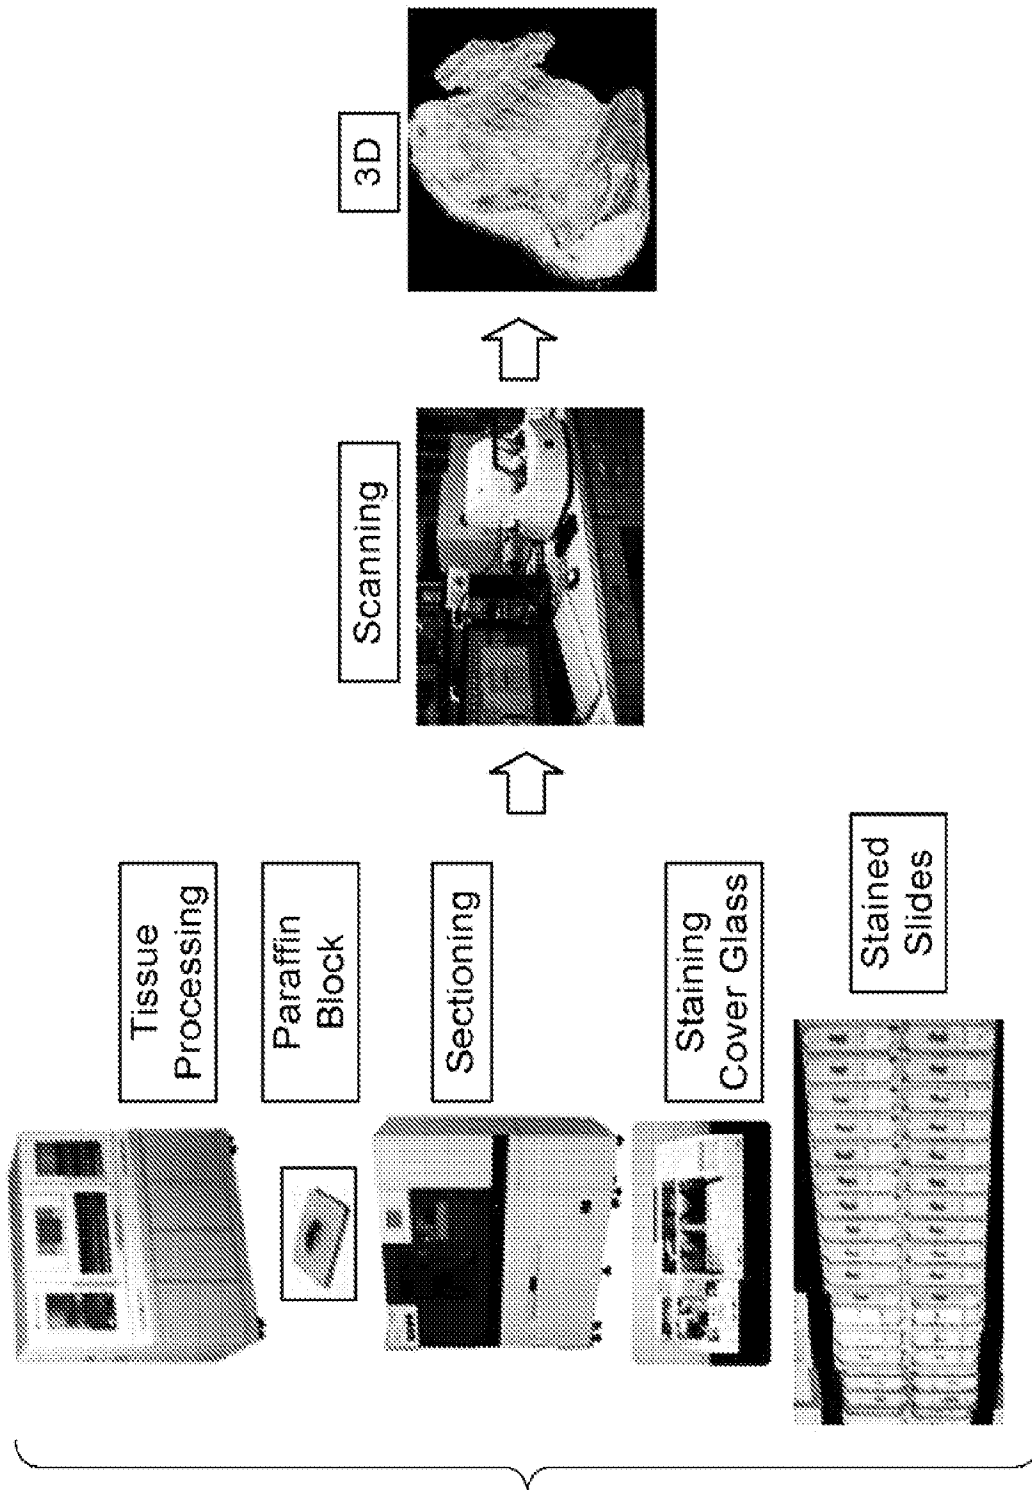 Tissue
Processing
Paraffin
Block
Sectioning
Staining
Cover Glass
Stained
Slides
Scanning
3D